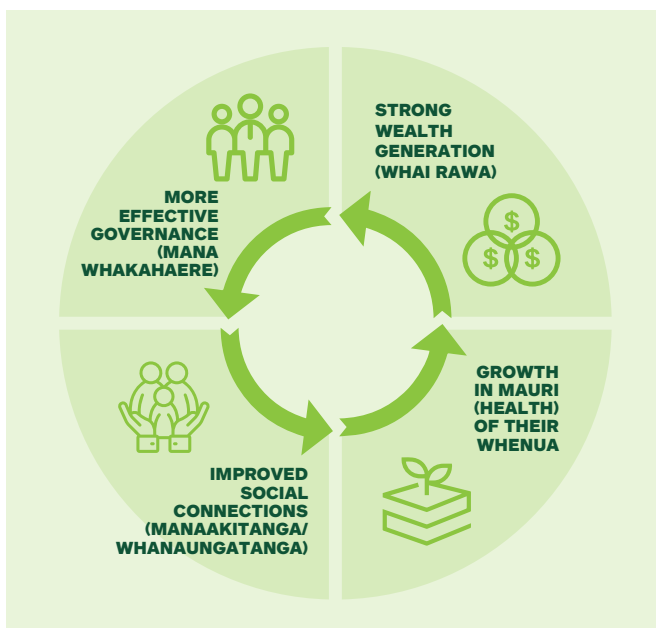 STRONG
WEALTH
GENERATION
(WHAI RAWA)
$
$ $
MORE
EFFECTIVE
GOVERNANCE
(MANA
WHAKAHAERE)
GROWTH
IN MAURI
(HEALTH)
OF THEIR
WHENUA
IMPROVED
SOCIAL
CONNECTIONS
(MANAAKITANGA/
WHANAUNGATANGA)